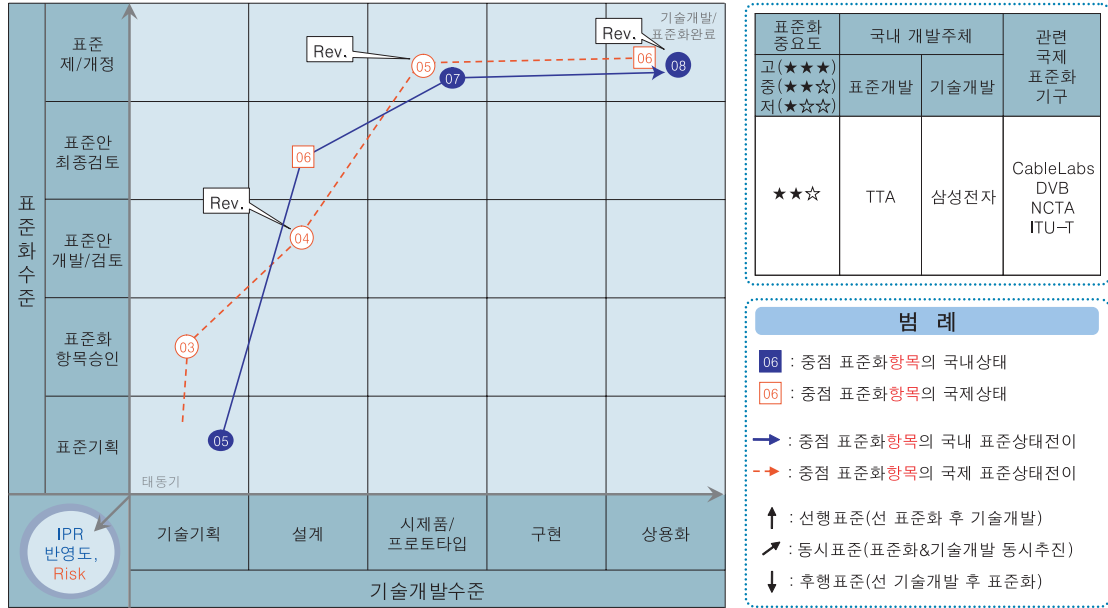 표준화수준
표준
제/개정
표준안
최종검토
표준안
개발/검토
표준화
항목승인
표준기획
기술개발/
표준화완료
Rev.
Rev.
Rev.
05
06
07
08
06
04
03
05
태동기
IPR
반영도,
Risk
기술기획
설계
시제품/
프로토타입
구현
상용화
기술개발수준
표준화
중요도
고(★★★)
중(★★☆)
저(★☆☆)
국내 개발주체
표준개발
기술개발
관련
국제
표준화
기구
★★☆
TTA
삼성전자
CableLabs
DVB
NCTA
ITU-T
범 례
06 : 중점 표준화항목의 국내상태
06 : 중점 표준화항목의 국제상태
: 중점 표준화항목의 국내 표준상태전이
: 중점 표준화항목의 국제 표준상태전이
: 선행표준(선 표준화 후 기술개발)
: 동시표준(표준화&기술개발 동시추진)
: 후행표준(선 기술개발 후 표준화)